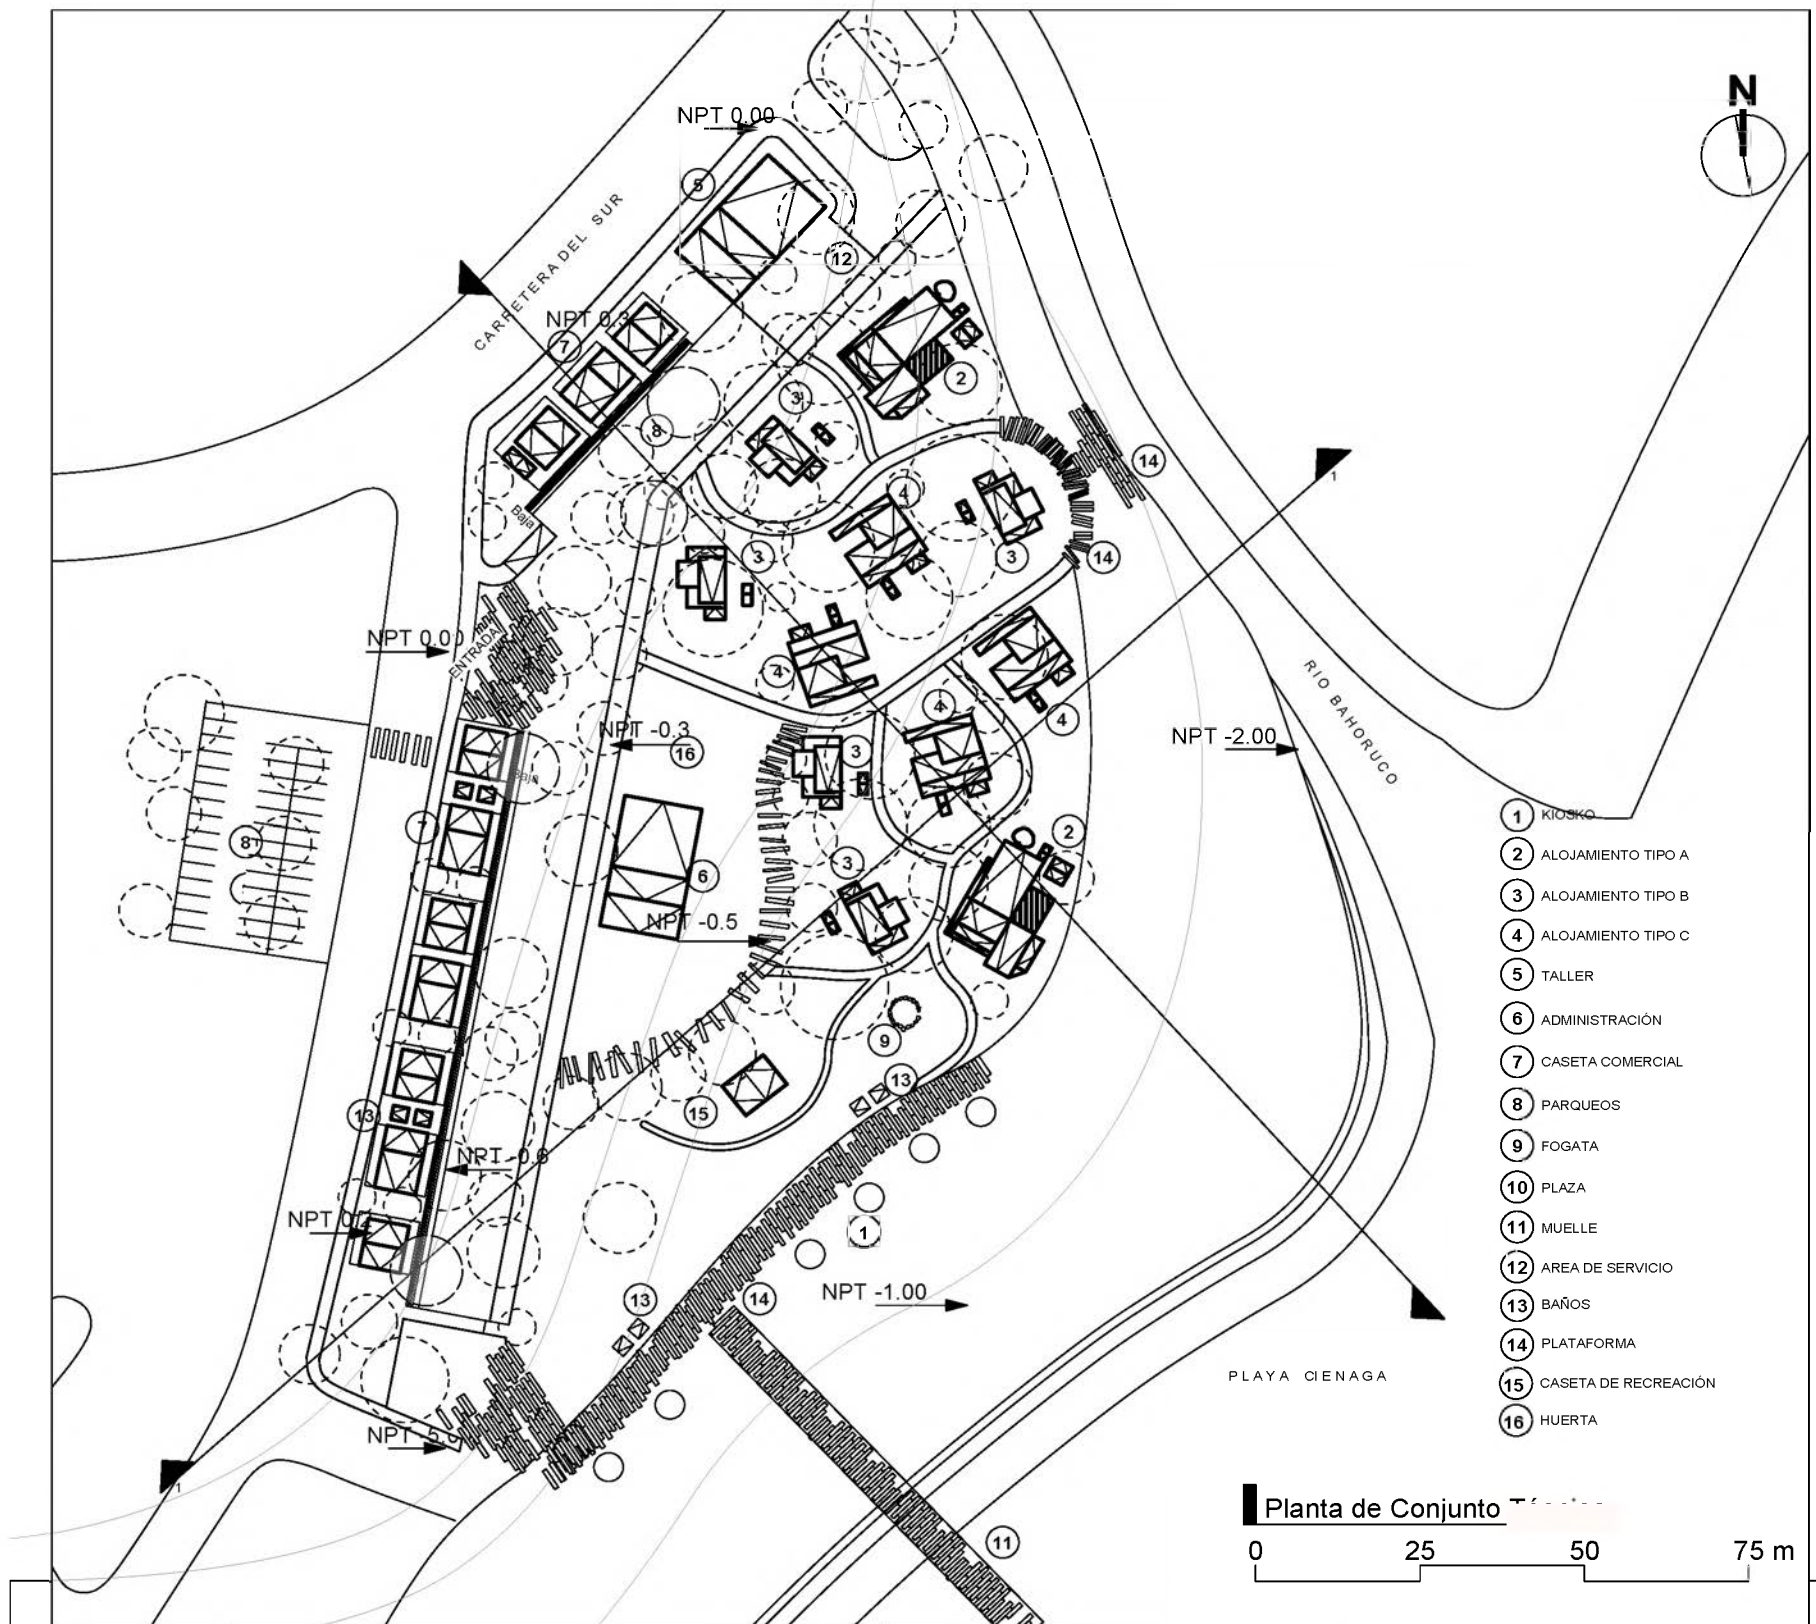 N
NPT 0.00
5
CARRETERA DEL SUR
12
NPT 0.3
7
2
3
8
14
1
4
Baja
3
3
14
NPT 0.00
ENTRADA
4
4
4
NPT -0.3
16
3
NPT -2.00
RIO BAHORUCO
Baja
7
8
2
3
6
NPT -0.5
9
13
15
13
NPT -0.6
NPT 0.2
1
NPT -1.00
13
14
PLAYA CIENAGA
NPT -5.
1
11
1 KIOSKO
2 ALOJAMIENTO TIPO A
3 ALOJAMIENTO TIPO B
4 ALOJAMIENTO TIPO C
5 TALLER
6 ADMINISTRACIÓN
7 CASETA COMERCIAL
8 PARQUEOS
9 FOGATA
10 PLAZA
11 MUELLE
12 AREA DE SERVICIO
13 BAÑOS
14 PLATAFORMA
15 CASETA DE RECREACIÓN
16 HUERTA
Planta de Conjunto
0 25 50 75 m